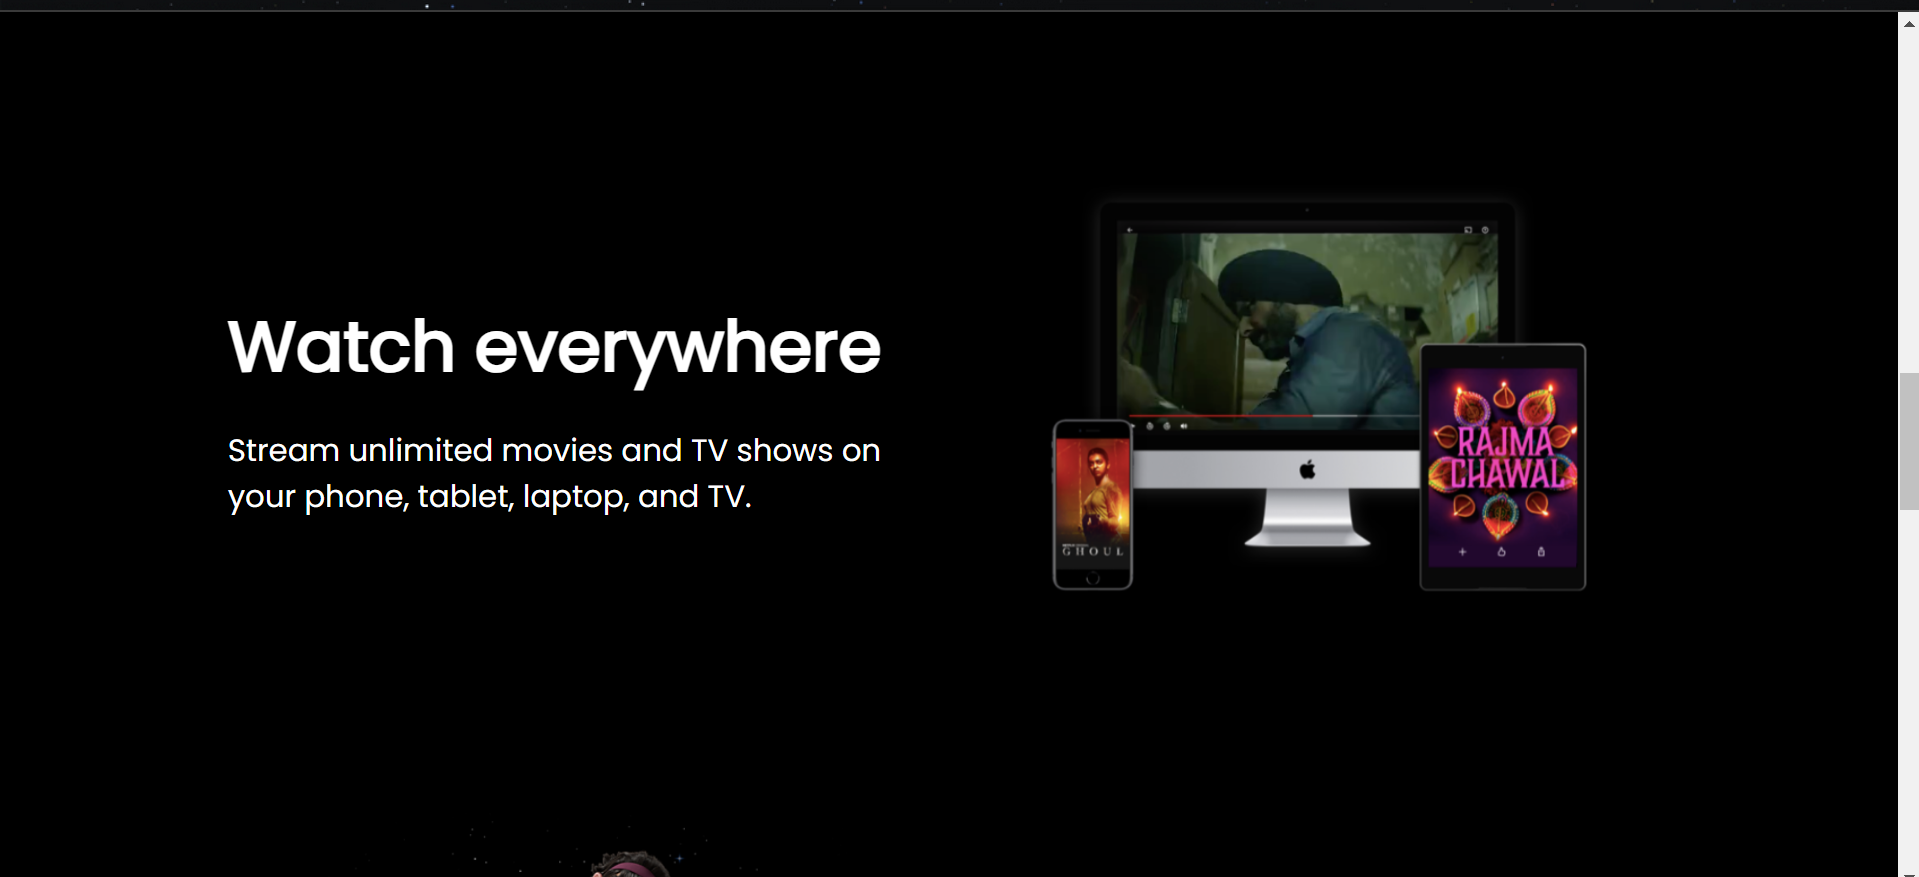 Watch everywhere
Stream unlimited movies and TV shows on
your phone, tablet, laptop, and TV.
RAJMA
CHAWAL
GHOUL